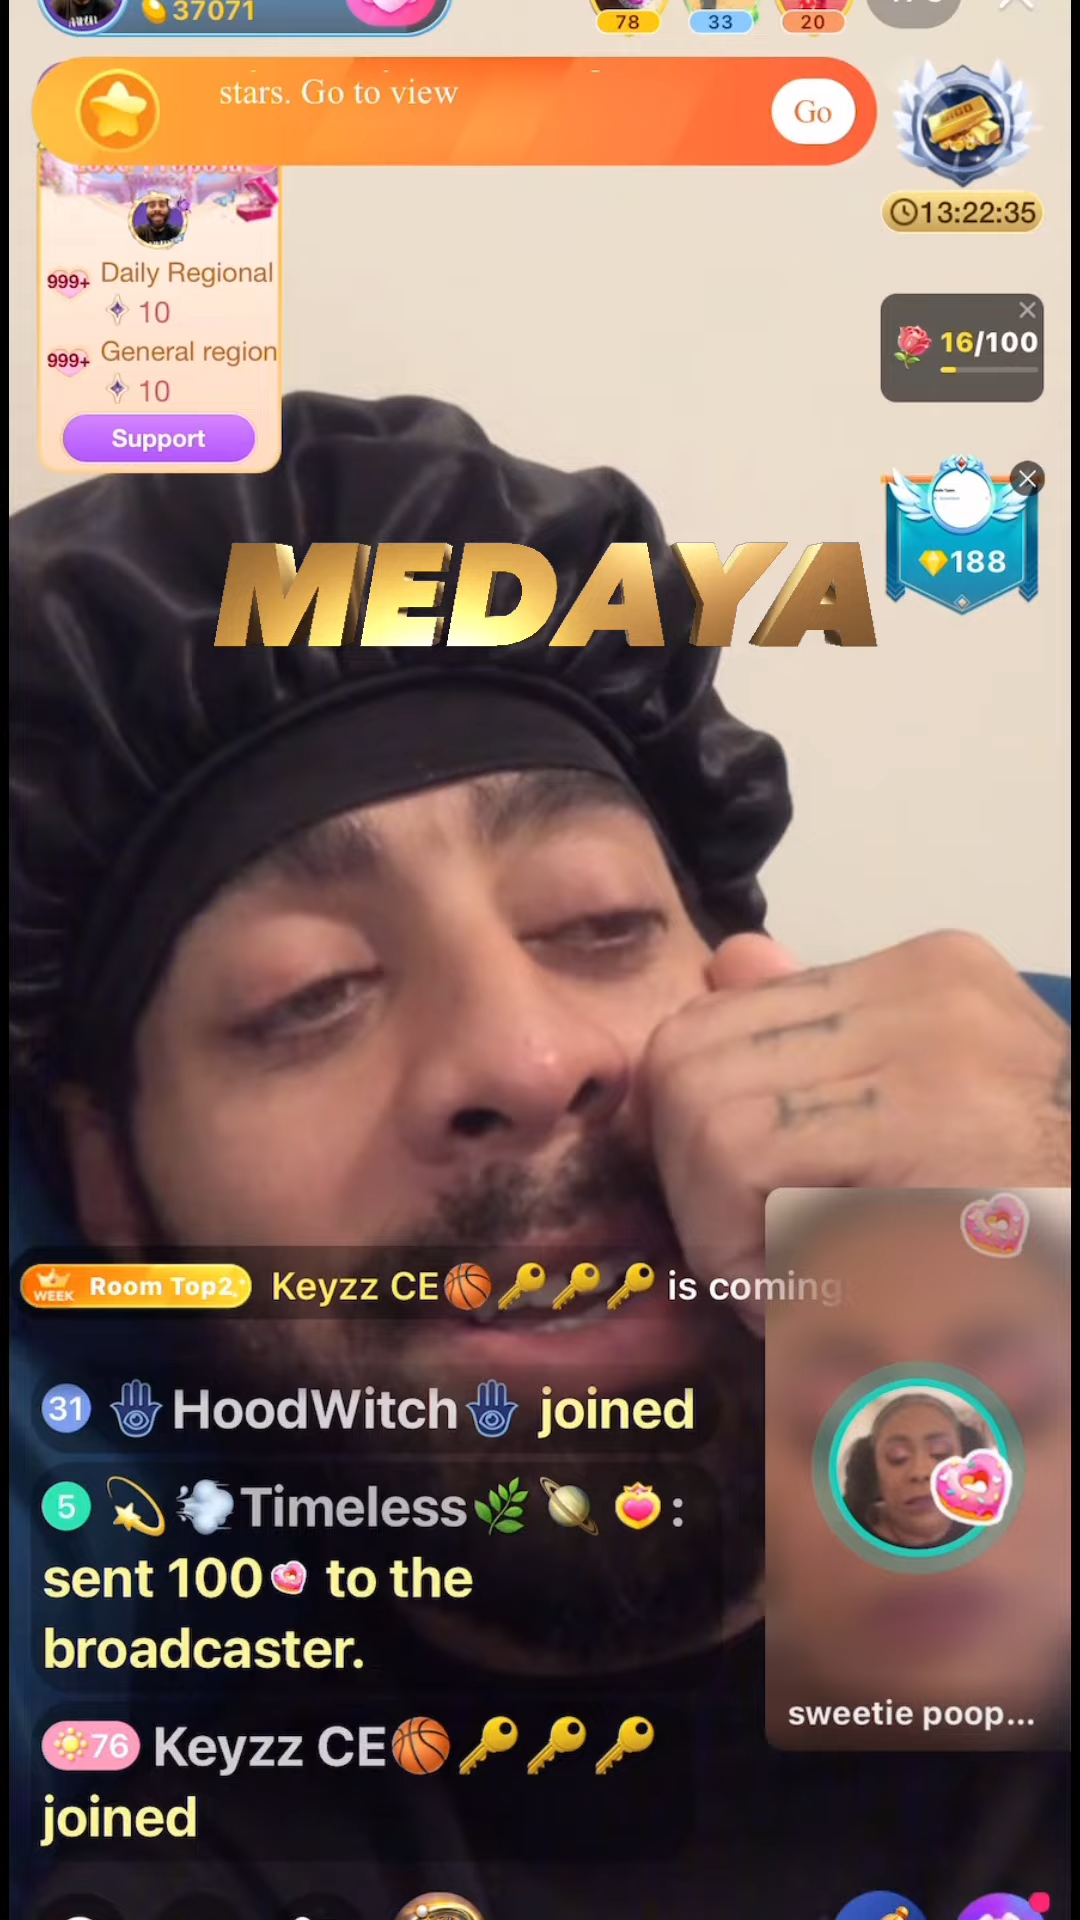 37071
78
33
20
stars. Go to view
Go
BIGO
13:22:35
Daily Regional
999+
10
General region
999+
10
Support
16/100
188
MEDAYA
WEEK Room Top2 Keyzz CE🏀🔑🔑🔑 is coming
31 🪬HoodWitch🪬 joined
5 💫💨Timeless🌿🪐 :
sent 100 to the
broadcaster.
76 Keyzz CE🏀🔑🔑🔑
joined
sweetie poop...